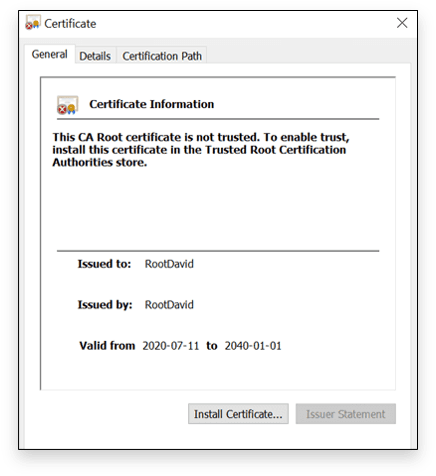 Certificate
General Details Certification Path
Certificate Information
This CA Root certificate is not trusted. To enable trust,
install this certificate in the Trusted Root Certification
Authorities store.
Issued to: RootDavid
Issued by: RootDavid
Valid from 2020-07-11 to 2040-01-01
Install Certificate... Issuer Statement